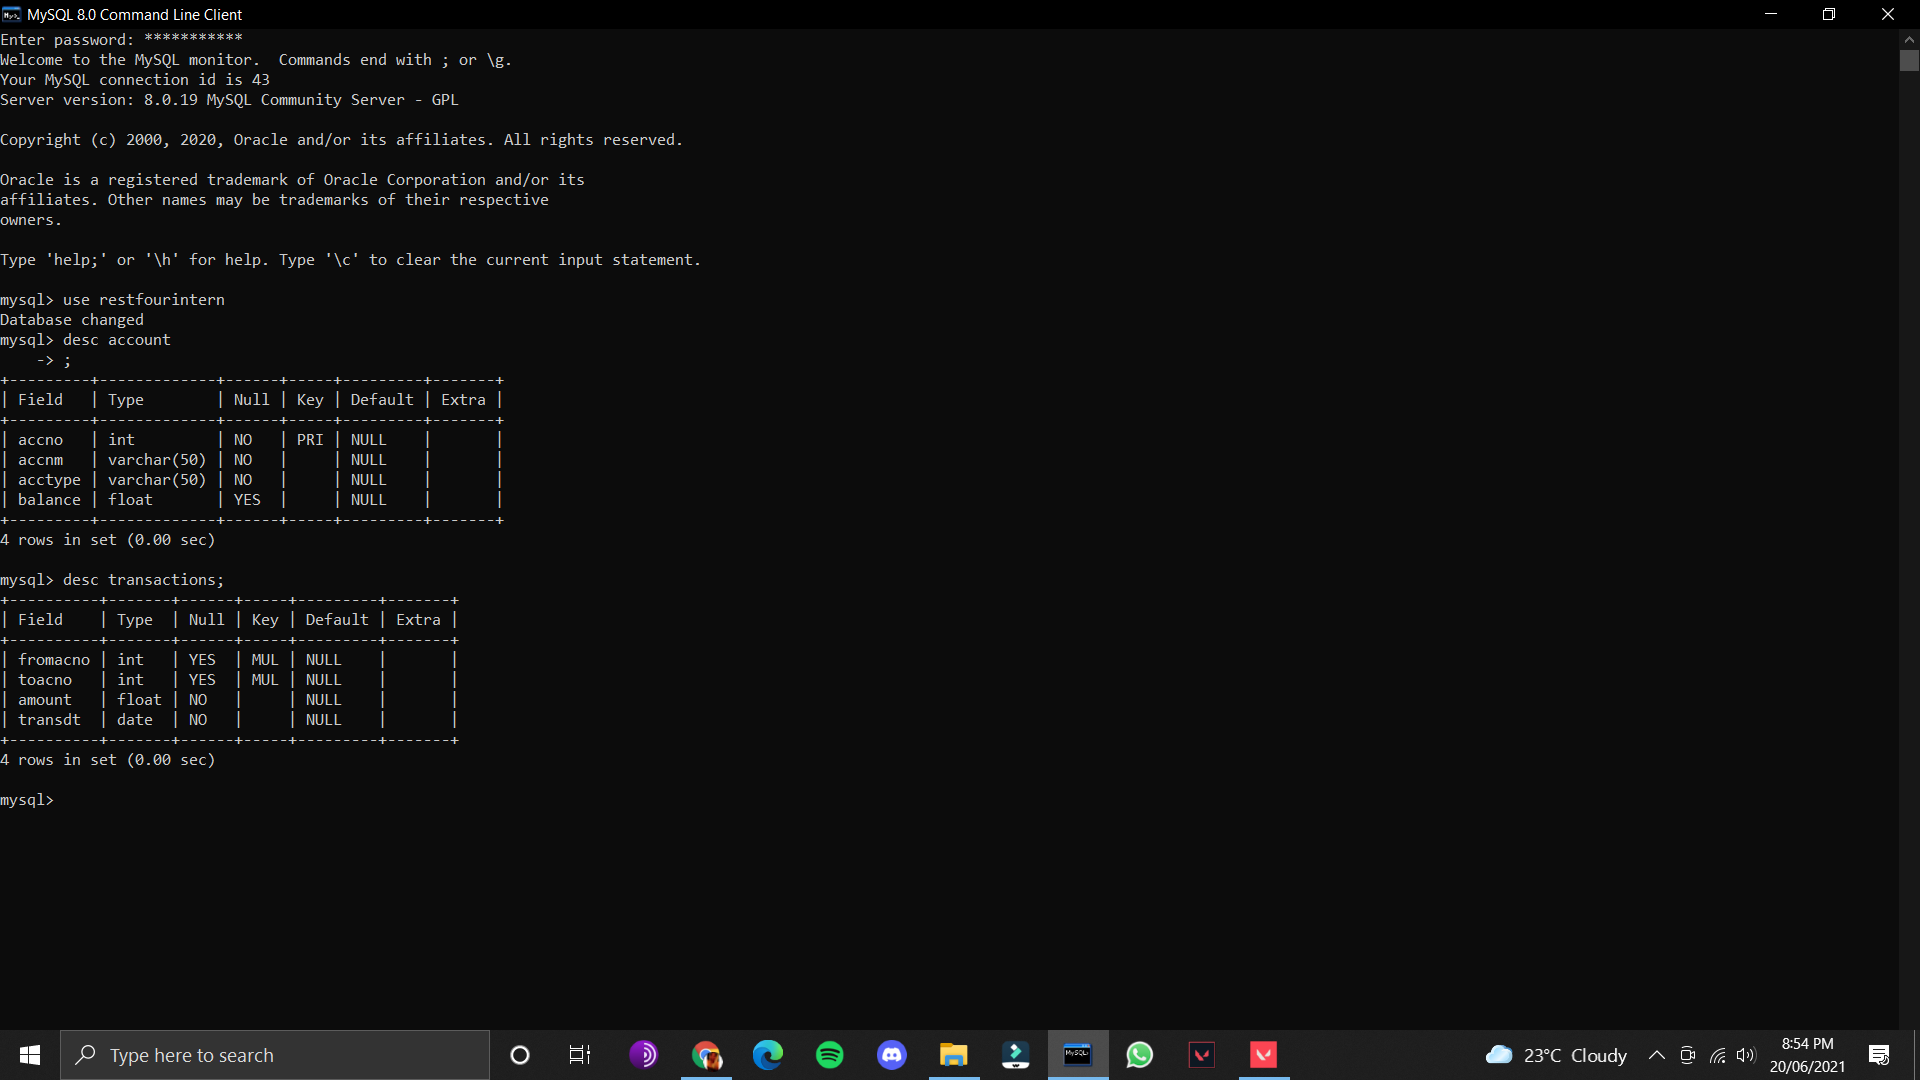 MySQL 8.0 Command Line Client
Enter password: ***********
Welcome to the MySQL monitor.  Commands end with ; or \g.
Your MySQL connection id is 43
Server version: 8.0.19 MySQL Community Server - GPL
Copyright (c) 2000, 2020, Oracle and/or its affiliates. All rights reserved.
Oracle is a registered trademark of Oracle Corporation and/or its
affiliates. Other names may be trademarks of their respective
owners.
Type 'help;' or '\h' for help. Type '\c' to clear the current input statement.
mysql> use restfourintern
Database changed
mysql> desc account
    -> ;
+---------+-------------+------+-----+---------+-------+
| Field   | Type        | Null | Key | Default | Extra |
+---------+-------------+------+-----+---------+-------+
| accno   | int         | NO   | PRI | NULL    |       |
| accnm   | varchar(50) | NO   |     | NULL    |       |
| acctype | varchar(50) | NO   |     | NULL    |       |
| balance | float       | YES  |     | NULL    |       |
+---------+-------------+------+-----+---------+-------+
4 rows in set (0.00 sec)
mysql> desc transactions;
+----------+-------+------+-----+---------+-------+
| Field    | Type  | Null | Key | Default | Extra |
+----------+-------+------+-----+---------+-------+
| fromacno | int   | YES  | MUL | NULL    |       |
| toacno   | int   | YES  | MUL | NULL    |       |
| amount   | float | NO   |     | NULL    |       |
| transdt  | date  | NO   |     | NULL    |       |
+----------+-------+------+-----+---------+-------+
4 rows in set (0.00 sec)
mysql>
Type here to search
23°C Cloudy
8:54 PM
20/06/2021